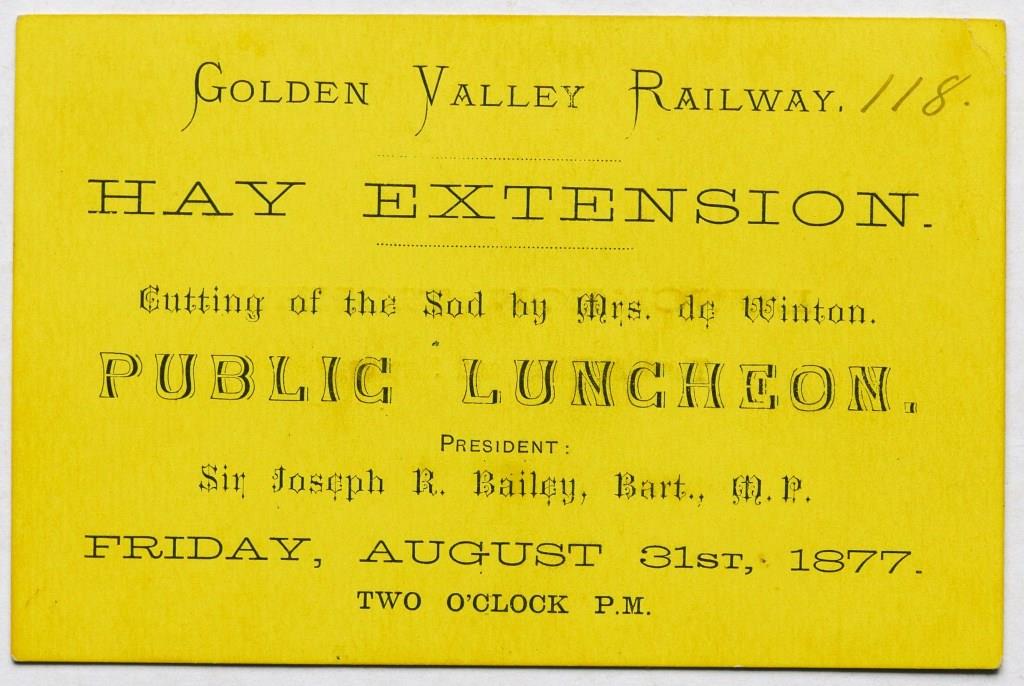 GOLDEN VALLEY RAILWAY. 118.
HAY EXTENSION.
Cutting of the Sod by Mrs. de Winton.
PUBLIC LUNCHEON.
PRESIDENT:
Sir Joseph R. Bailey, Bart., M.P.
FRIDAY, AUGUST 31ST, 1877.
TWO O'CLOCK P.M.